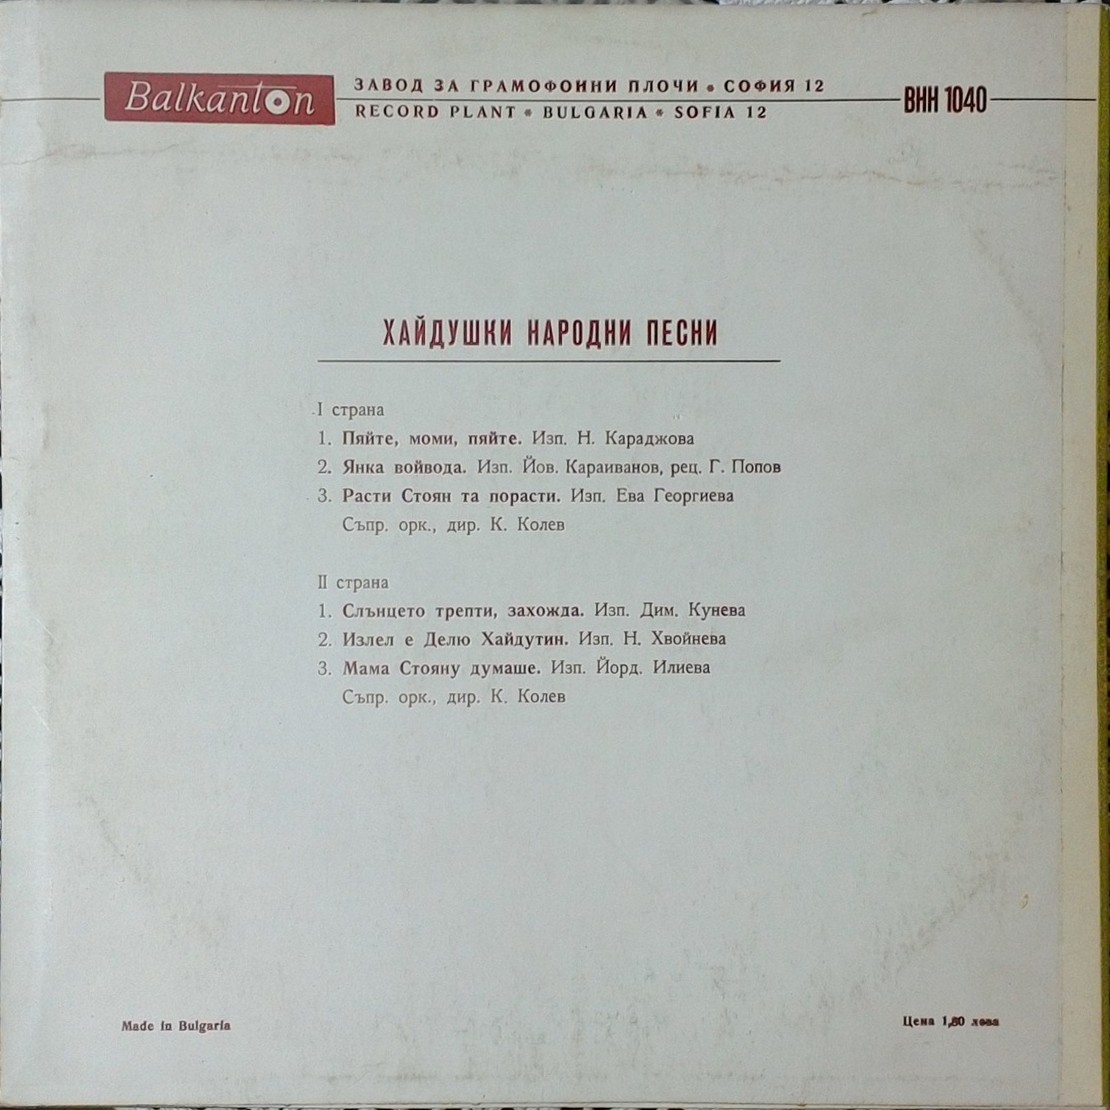 Balkanton
ЗАВОД ЗА ГРАМОФОННИ ПЛОЧИ * СОФИЯ 12
RECORD PLANT * BULGARIA * SOFIA 12
ВНН 1040
ХАЙДУШКИ НАРОДНИ ПЕСНИ
I страна
1. Пяйте, моми, пяйте. Изп. Н. Караджова
2. Янка войвода. Изп. Йов. Караиванов, рец. Г. Попов
3. Расти Стоян та порасти. Изп. Ева Георгиева
Съпр. орк., дир. К. Колев
II страна
1. Слънцето трепти, захожда. Изп. Дим. Кунева
2. Излел е Делю Хайдутин. Изп. Н. Хвойнева
3. Мама Стояну думаше. Изп. Йорд. Илиева
Съпр. орк., дир. К. Колев
Made in Bulgaria
Цена 1,80 лева